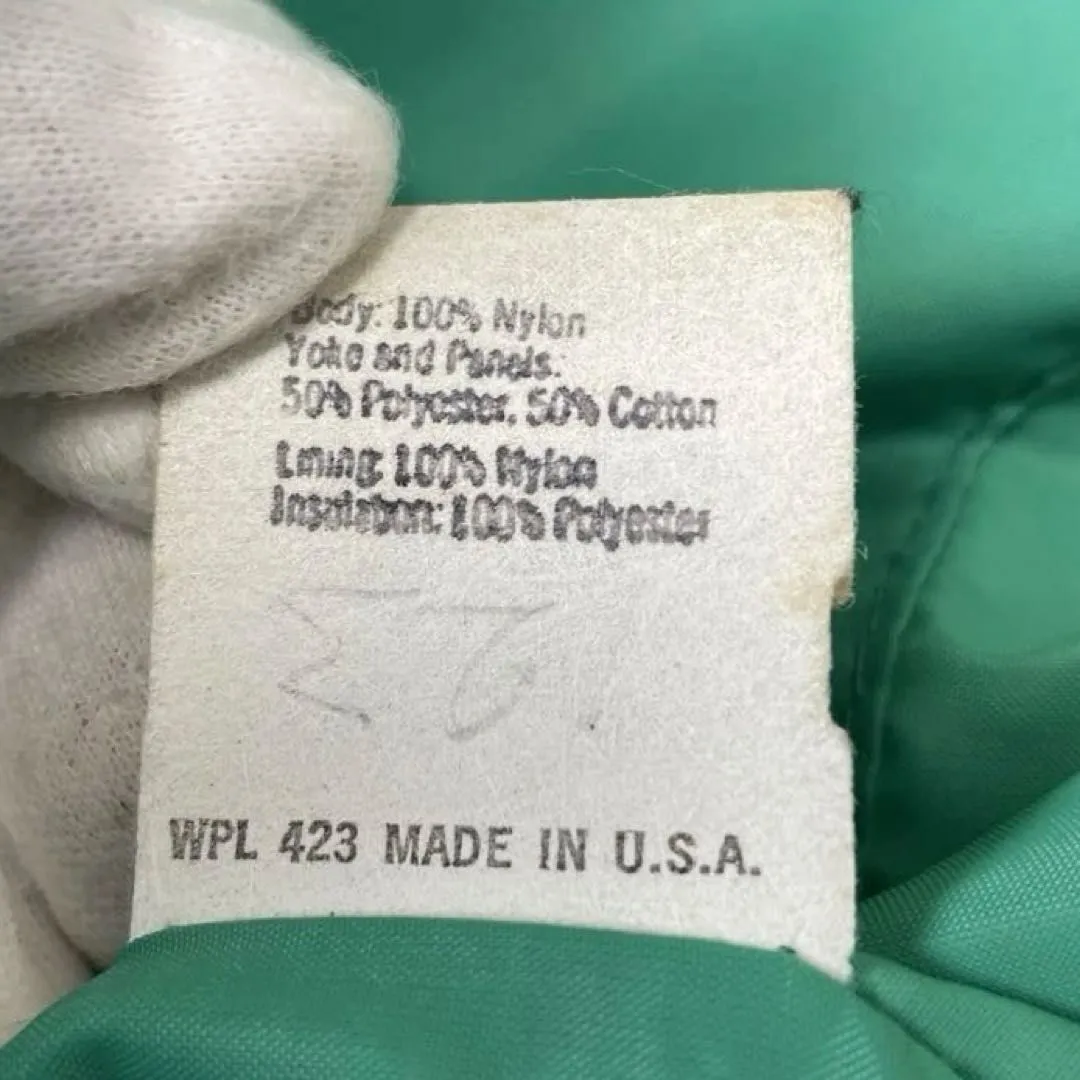 Body: 100% Nylon
Yoke and Panels:
50% Polyester, 50% Cotton
Lining: 100% Nylon
Insulation: 100% Polyester
WPL 423 MADE IN U.S.A.